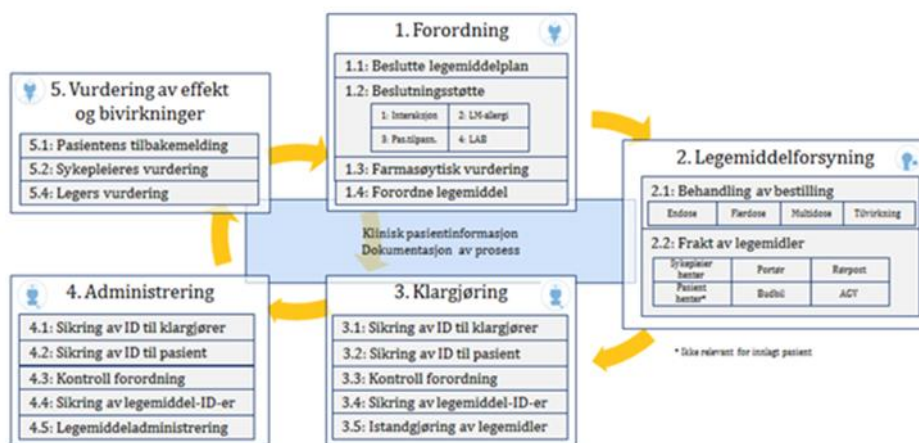 1. Forordning
1.1: Beslutte legemiddelplan
1.2: Beslutningsstøtte
1: Interaksjon
2: LM-allergi
3: Pas.tilpasn.
4: LAB
1.3: Farmasøytisk vurdering
1.4: Forordne legemiddel
2. Legemiddelforsyning
2.1: Behandling av bestilling
Endose
Flerdose
Multidose
Tilvirkning
2.2: Frakt av legemidler
Sykepleier
henter
Portør
Rørpost
Pasient
henter*
Budbil
AGV
* Ikke relevant for innlagt pasient
3. Klargjøring
3.1: Sikring av ID til klargjører
3.2: Sikring av ID til pasient
3.3: Kontroll forordning
3.4: Sikring av legemiddel-ID-er
3.5: Istandgjøring av legemidler
4. Administrering
4.1: Sikring av ID til klargjører
4.2: Sikring av ID til pasient
4.3: Kontroll forordning
4.4: Sikring av legemiddel-ID-er
4.5: Legemiddeladministrering
5. Vurdering av effekt
og bivirkninger
5.1: Pasientens tilbakemelding
5.2: Sykepleieres vurdering
5.4: Legers vurdering
Klinisk pasientinformasjon
Dokumentasjon av prosess